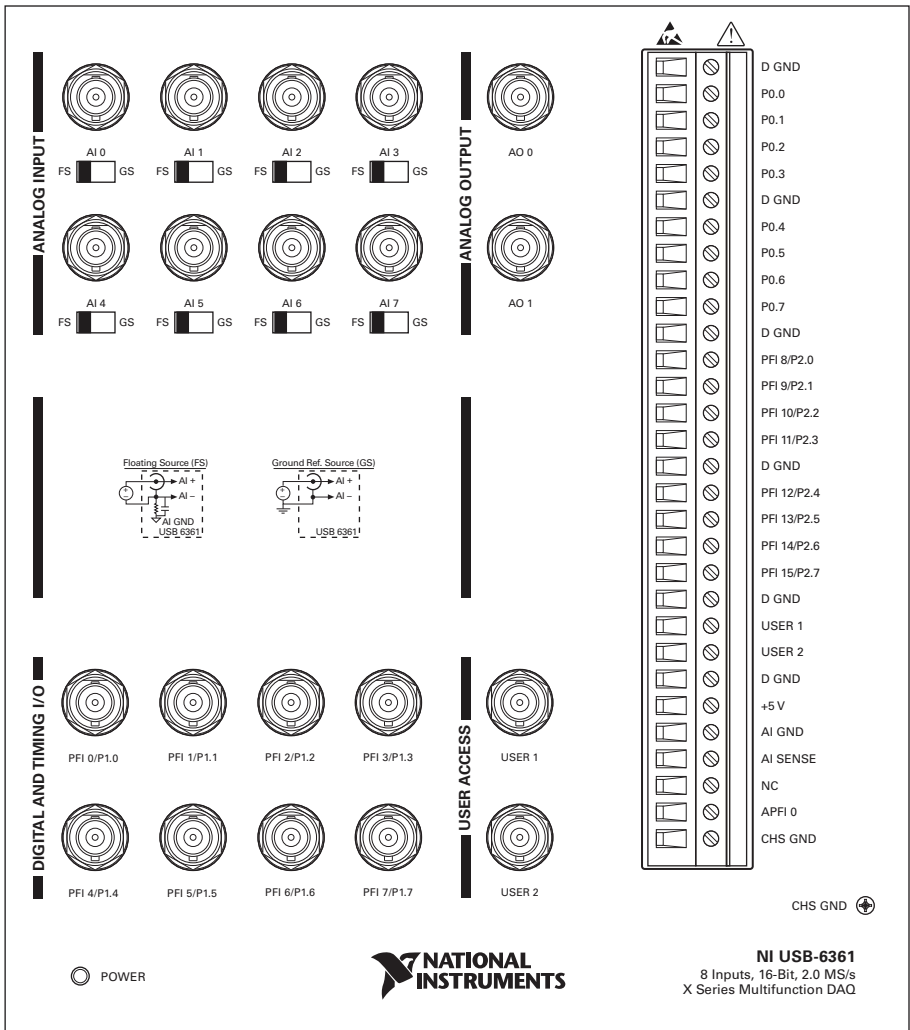 ANALOG INPUT
AI 0
AI 1
AI 2
AI 3
FS
GS
FS
GS
FS
GS
FS
GS
AI 4
AI 5
AI 6
AI 7
FS
GS
FS
GS
FS
GS
FS
GS
ANALOG OUTPUT
AO 0
AO 1
Floating Source (FS)
AI +
AI –
AI GND
USB 6361
Ground Ref. Source (GS)
AI +
AI –
USB 6361
DIGITAL AND TIMING I/O
PFI 0/P1.0
PFI 1/P1.1
PFI 2/P1.2
PFI 3/P1.3
PFI 4/P1.4
PFI 5/P1.5
PFI 6/P1.6
PFI 7/P1.7
USER ACCESS
USER 1
USER 2
D GND
P0.0
P0.1
P0.2
P0.3
D GND
P0.4
P0.5
P0.6
P0.7
D GND
PFI 8/P2.0
PFI 9/P2.1
PFI 10/P2.2
PFI 11/P2.3
D GND
PFI 12/P2.4
PFI 13/P2.5
PFI 14/P2.6
PFI 15/P2.7
D GND
USER 1
USER 2
D GND
+5 V
AI GND
AI SENSE
NC
APFI 0
CHS GND
CHS GND
POWER
NATIONAL
INSTRUMENTS
NI USB-6361
8 Inputs, 16-Bit, 2.0 MS/s
X Series Multifunction DAQ